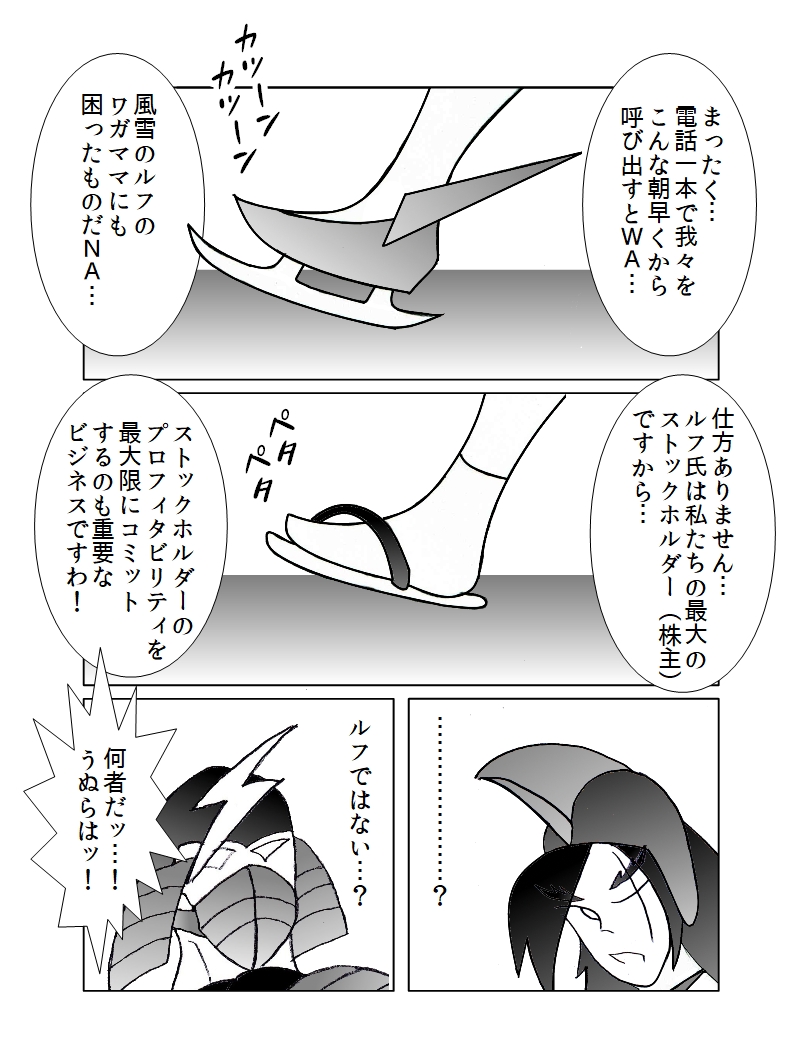 まったく…
電話一本で我々を
こんな朝早くから
呼び出すとＷＡ…
カツーン
カツーン
風雪のルフの
ワガママにも
困ったものだＮＡ…
仕方ありません…
ルフ氏は私たちの最大の
ストックホルダー（株主）
ですから…
ペタ
ペタ
ストックホルダーの
プロフィタビリティを
最大限にコミット
するのも重要な
ビジネスですわ！
………………？
ルフではない…？
何者だッ…！
うぬらはッ！